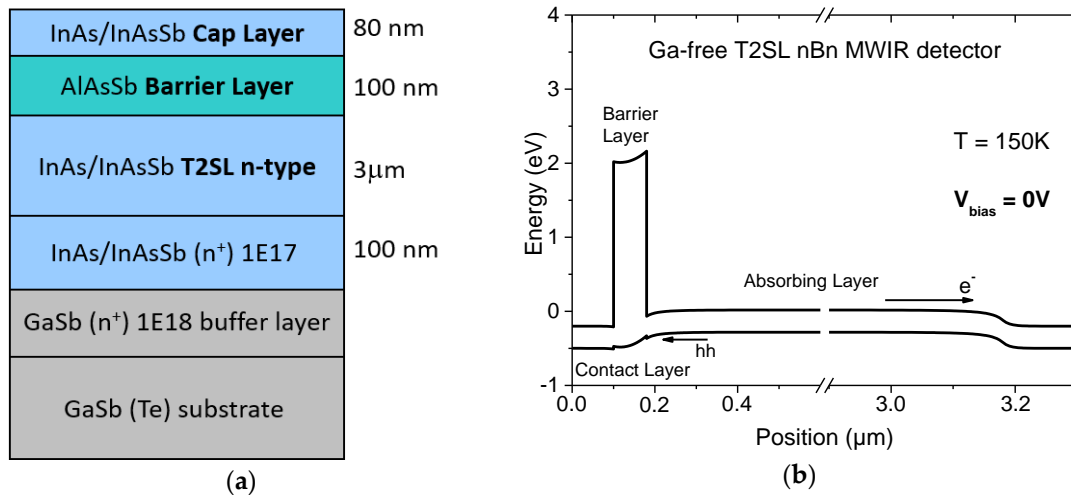 InAs/InAsSb Cap Layer
80 nm
AlAsSb Barrier Layer
100 nm
InAs/InAsSb T2SL n-type
3μm
InAs/InAsSb (n⁺) 1E17
100 nm
GaSb (n⁺) 1E18 buffer layer
GaSb (Te) substrate
(a)
Ga-free T2SL nBn MWIR detector
Barrier
Layer
T = 150K
V_bias = 0V
Absorbing Layer
e⁻
hh
Contact Layer
Energy (eV)
4
3
2
1
0
-1
0.0
0.2
0.4
3.0
3.2
Position (µm)
(b)